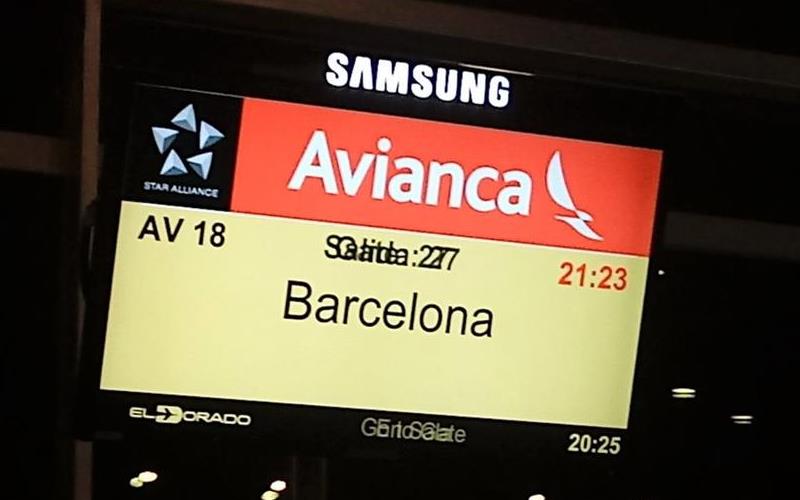 SAMSUNG
STAR ALLIANCE
Avianca
AV 18
21:23
Barcelona
EL DORADO
20:25